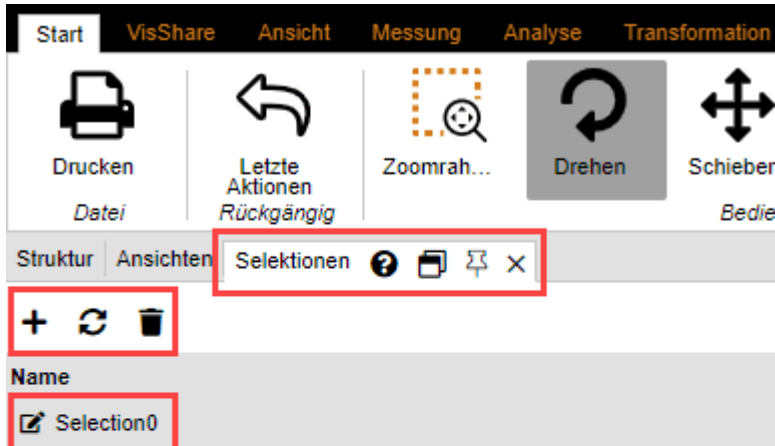 Start VisShare Ansicht Messung Analyse Transformation
Drucken Letzte Aktionen Zoomrah... Drehen Schieben
Datei Rückgängig Bedie
Struktur Ansichten Selektionen
Name
Selection0